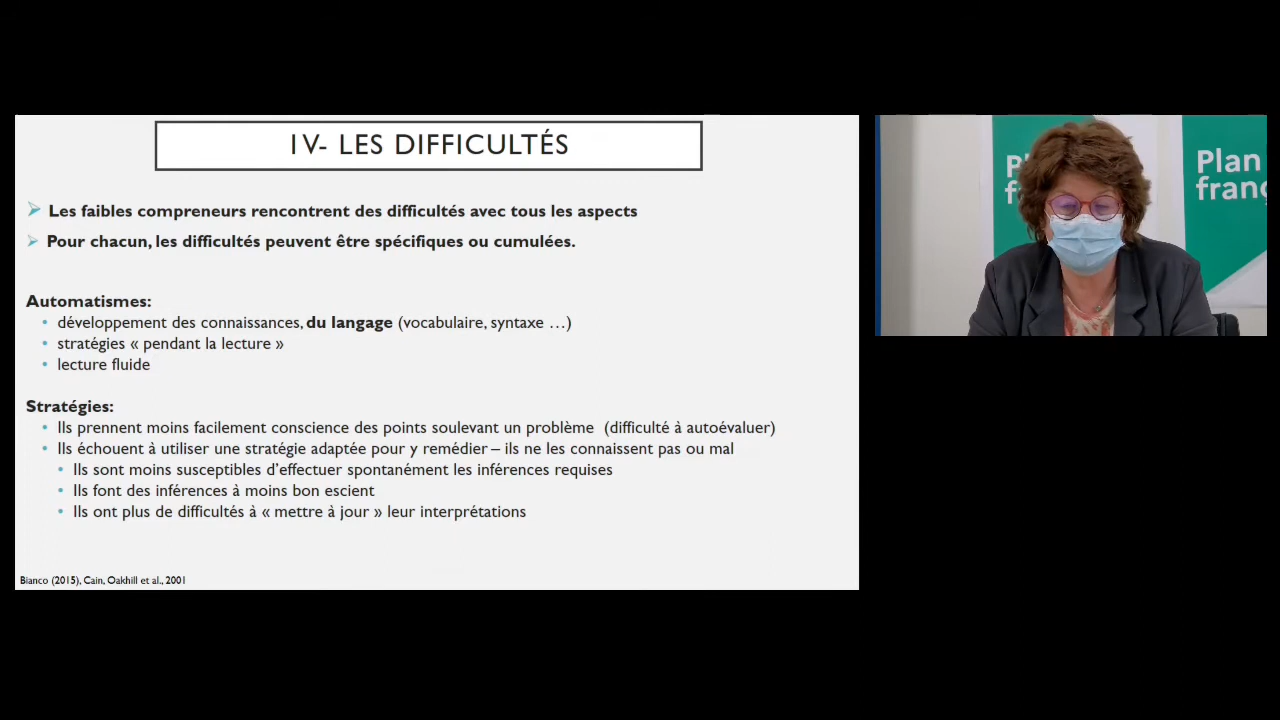 IV- LES DIFFICULTÉS
Les faibles compreneurs rencontrent des difficultés avec tous les aspects
Pour chacun, les difficultés peuvent être spécifiques ou cumulées.
Automatismes:
développement des connaissances, du langage (vocabulaire, syntaxe …)
stratégies « pendant la lecture »
lecture fluide
Stratégies:
Ils prennent moins facilement conscience des points soulevant un problème (difficulté à autoévaluer)
Ils échouent à utiliser une stratégie adaptée pour y remédier – ils ne les connaissent pas ou mal
Ils sont moins susceptibles d’effectuer spontanément les inférences requises
Ils font des inférences à moins bon escient
Ils ont plus de difficultés à « mettre à jour » leur interprétations
Bianco (2015), Cain, Oakhill et al., 2001
Plan
franç